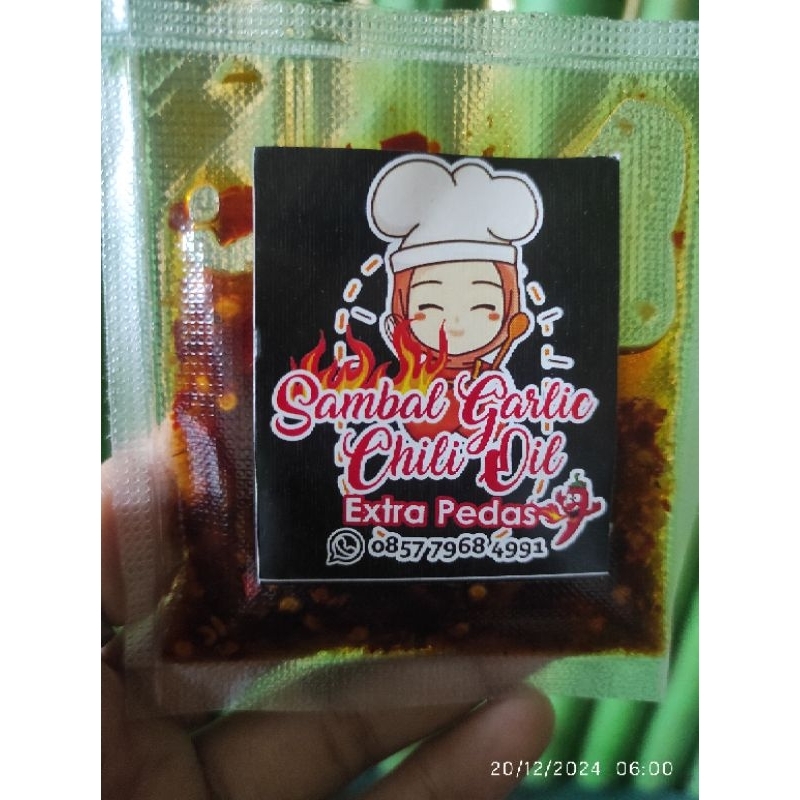 Sambal Garlic
Chili Oil
Extra Pedas
0857 7968 4991
20/12/2024 06:00